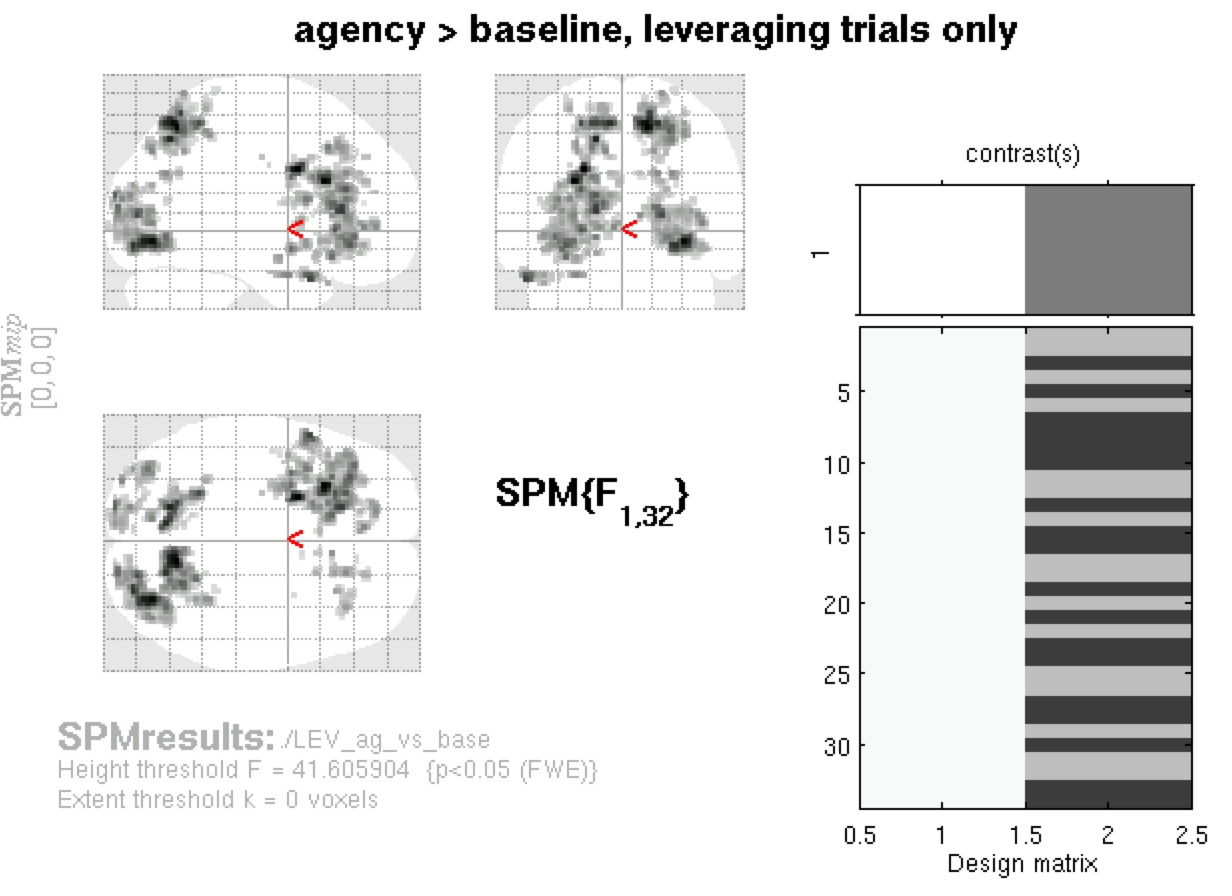 agency > baseline, leveraging trials only
SPMmip
[0, 0, 0]
contrast(s)
1
SPM{F1,32}
5
10
15
20
25
30
0.5 1 1.5 2 2.5
Design matrix
SPMresults: ./LEV_ag_vs_base
Height threshold F = 41.605904 {p<0.05 (FWE)}
Extent threshold k = 0 voxels